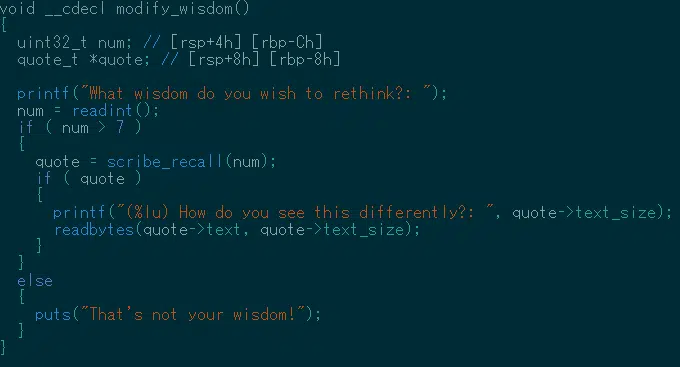 void __cdecl modify_wisdom()
{
  uint32_t num; // [rsp+4h] [rbp-Ch]
  quote_t *quote; // [rsp+8h] [rbp-8h]

  printf("What wisdom do you wish to rethink?: ");
  num = readint();
  if ( num > 7 )
  {
    quote = scribe_recall(num);
    if ( quote )
    {
      printf("(%lu) How do you see this differently?: ", quote->text_size);
      readbytes(quote->text, quote->text_size);
    }
  }
  else
  {
    puts("That's not your wisdom!");
  }
}